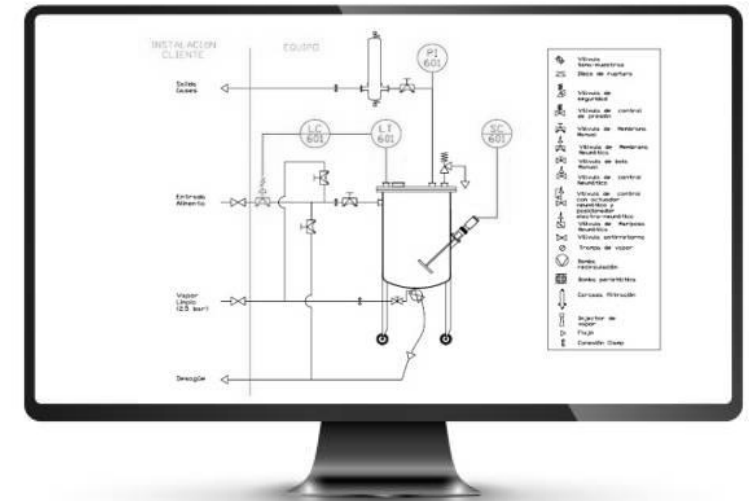 INSTALACION
CLIENTE
EQUIPO
PI
601
Salida
Gases
LC
601
LI
601
SC
601
Entrada
Alimento
Vapor
Limpio
(2.5 bar)
Desagüe
Válvula
toma-muestras
Disco de ruptura
Válvula de
seguridad
Válvula de control
de presión
Válvula de Membrana
Manual
Válvula de Membrana
Neumática
Válvula de bola
Manual
Válvula de control
Neumática
Válvula de control
con actuador
neumático y
posicionador
electro-neumático
Válvula de Mariposa
Neumática
Válvula antirretorno
Trampa de vapor
Bomba
recirculación
Bomba peristáltica
Carcasa filtración
Inyector de
vapor
Flujo
Conexión Clamp